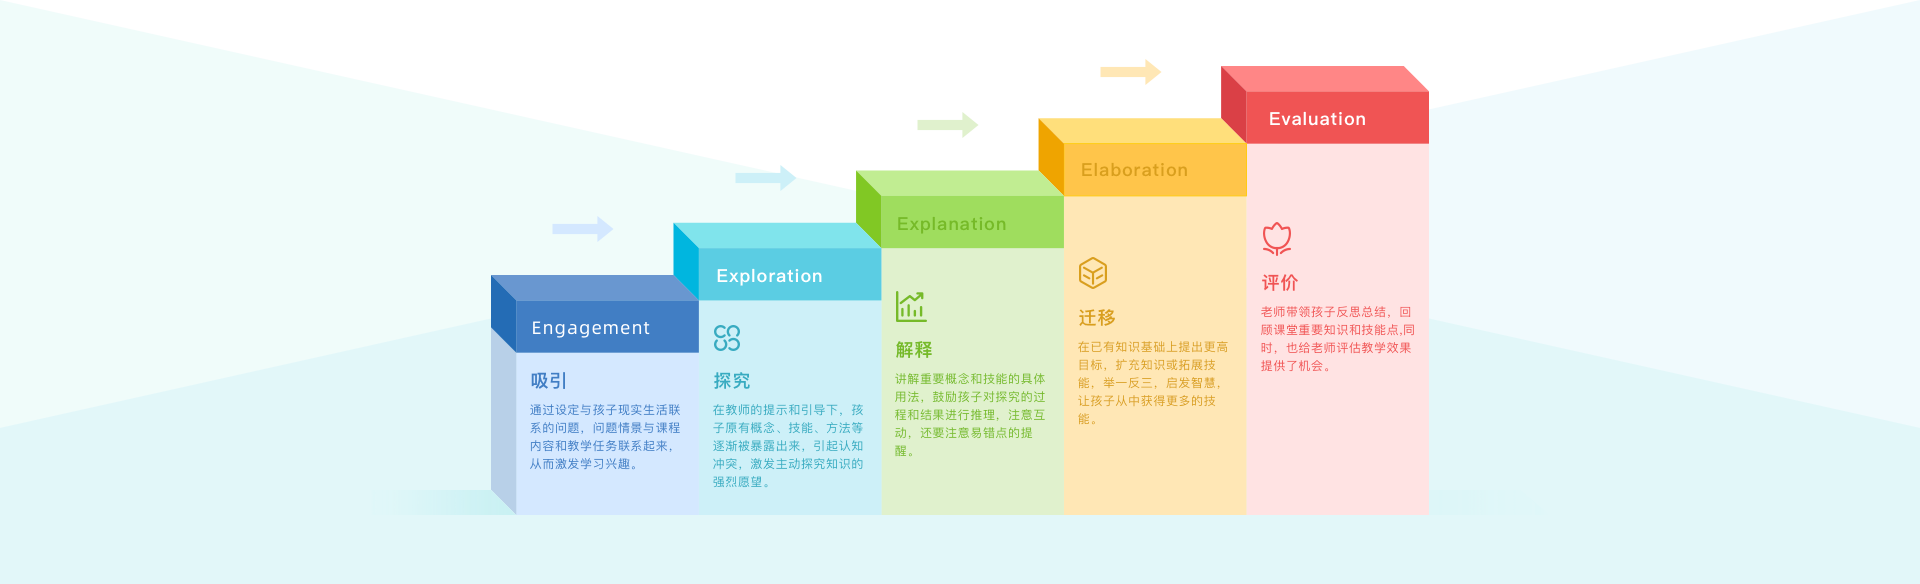 Engagement
吸引
通过设定与孩子现实生活联
系的问题，问题情景与课程
内容和教学任务联系起来，
从而激发学习兴趣。
Exploration
探究
在教师的提示和引导下，孩
子原有概念、技能、方法等
逐渐被暴露出来，引起认知
冲突，激发主动探究知识的
强烈愿望。
Explanation
解释
讲解重要概念和技能的具体
用法，鼓励孩子对探究的过
程和结果进行推理，注意互
动，还要注意易错点的提
醒。
Elaboration
迁移
在已有知识基础上提出更高
目标，扩充知识或拓展技
能，举一反三，启发智慧，
让孩子从中获得更多的技
能。
Evaluation
评价
老师带领孩子反思总结，回
顾课堂重要知识和技能点,同
时，也给老师评估教学效果
提供了机会。